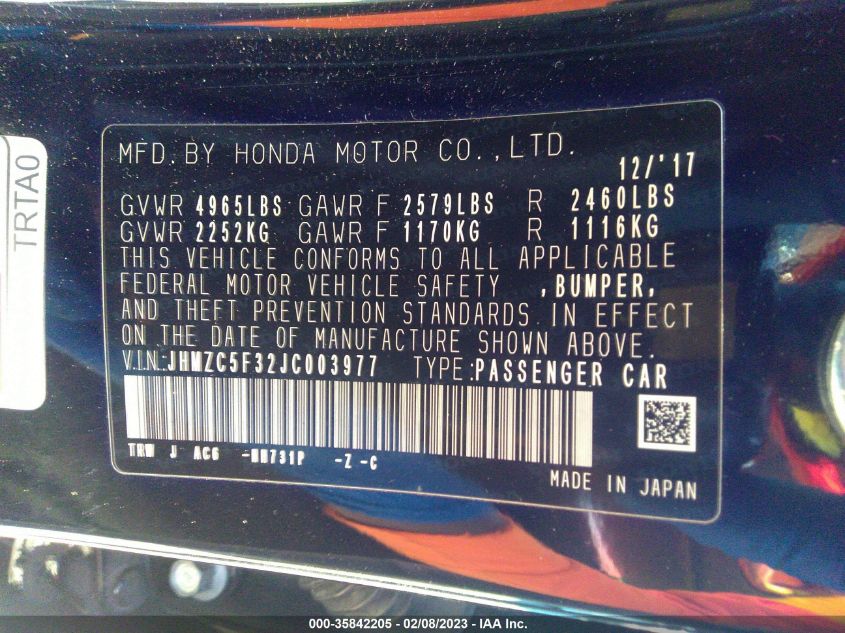 MFD. BY HONDA MOTOR CO., LTD.
12/'17
GVWR 4965LBS GAWR F 2579LBS R 2460LBS
GVWR 2252KG GAWR F 1170KG R 1116KG
THIS VEHICLE CONFORMS TO ALL APPLICABLE
FEDERAL MOTOR VEHICLE SAFETY ,BUMPER,
AND THEFT PREVENTION STANDARDS IN EFFECT
ON THE DATE OF MANUFACTURE SHOWN ABOVE.
V.I.N.:JHMZC5F32JC003977 TYPE:PASSENGER CAR
TRW J AC6 -NH731P -Z -C
MADE IN JAPAN
TRTA0
000-35842205 - 02/08/2023 - IAA Inc.